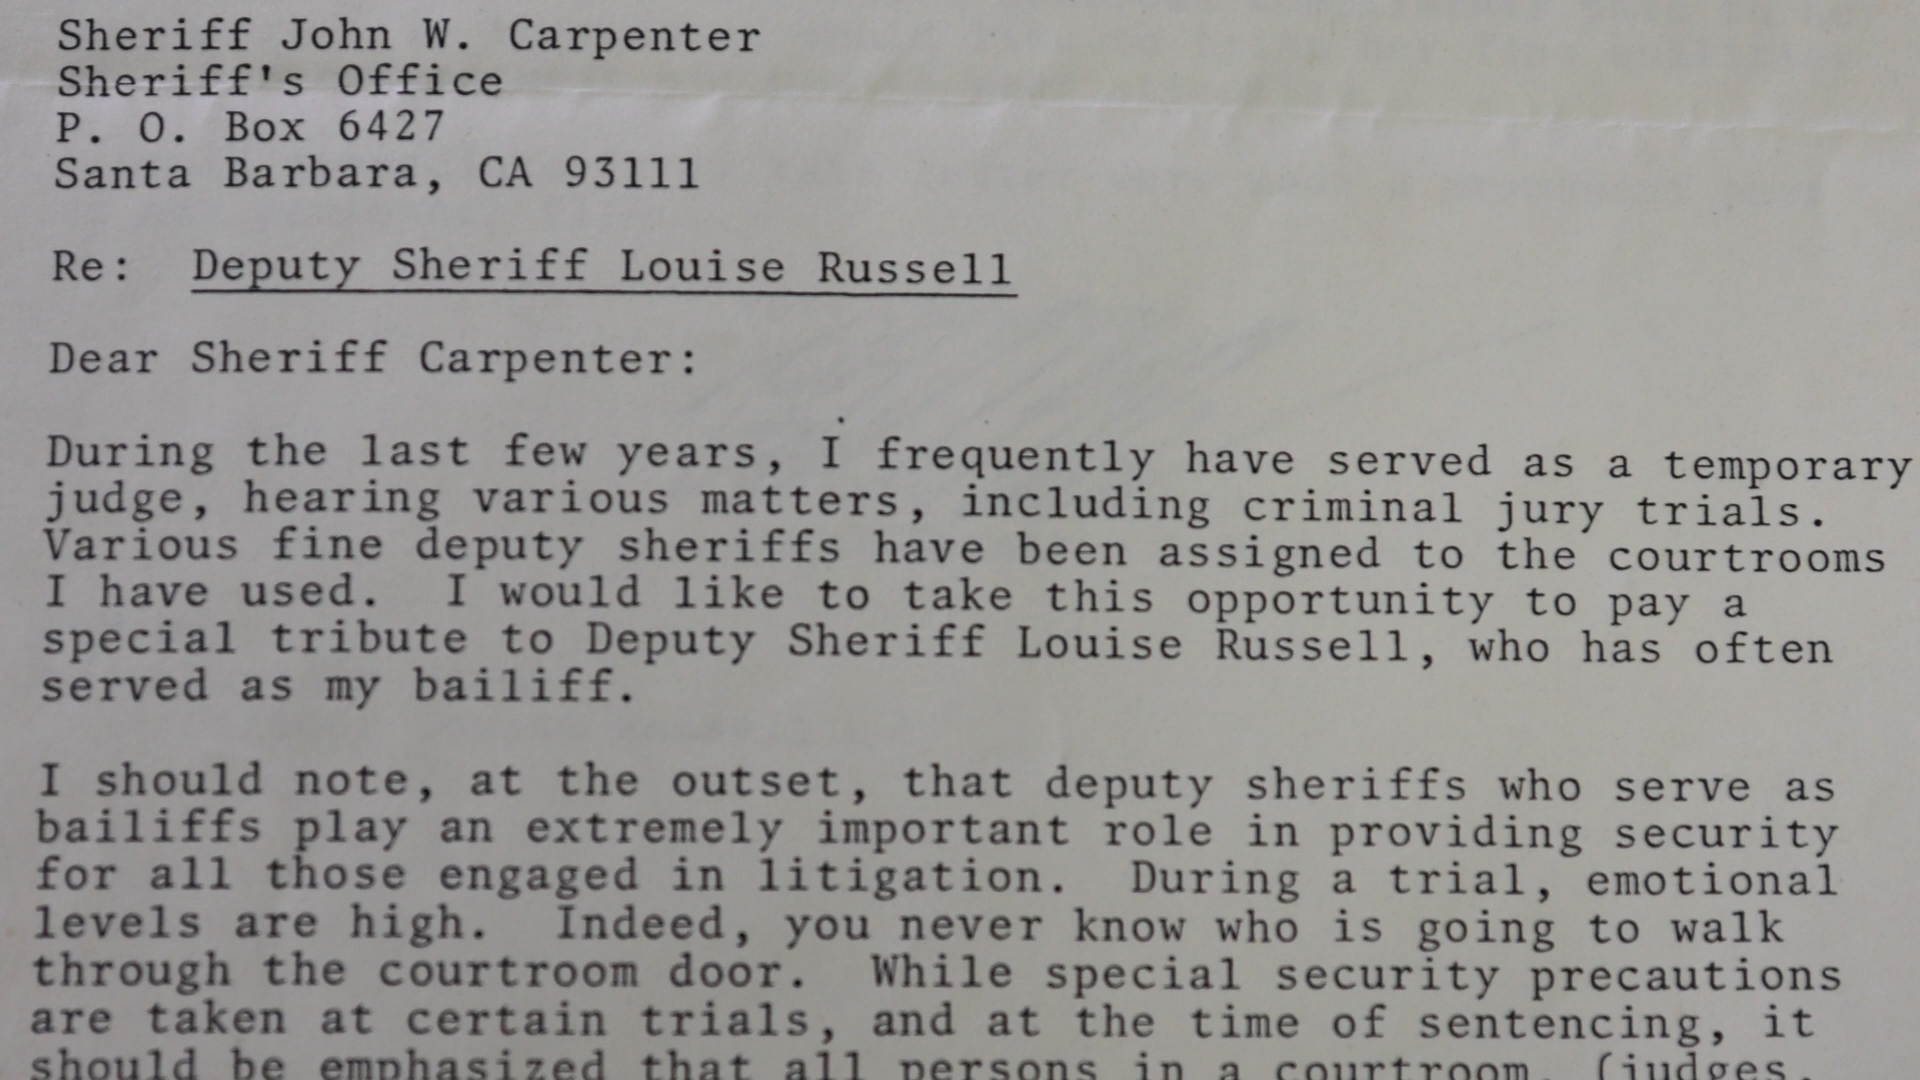 Sheriff John W. Carpenter
Sheriff's Office
P. O. Box 6427
Santa Barbara, CA 93111
Re: Deputy Sheriff Louise Russell
Dear Sheriff Carpenter:
During the last few years, I frequently have served as a temporary
judge, hearing various matters, including criminal jury trials.
Various fine deputy sheriffs have been assigned to the courtrooms
I have used. I would like to take this opportunity to pay a
special tribute to Deputy Sheriff Louise Russell, who has often
served as my bailiff.
I should note, at the outset, that deputy sheriffs who serve as
bailiffs play an extremely important role in providing security
for all those engaged in litigation. During a trial, emotional
levels are high. Indeed, you never know who is going to walk
through the courtroom door. While special security precautions
are taken at certain trials, and at the time of sentencing, it
should be emphasized that all persons in a courtroom, (judges,